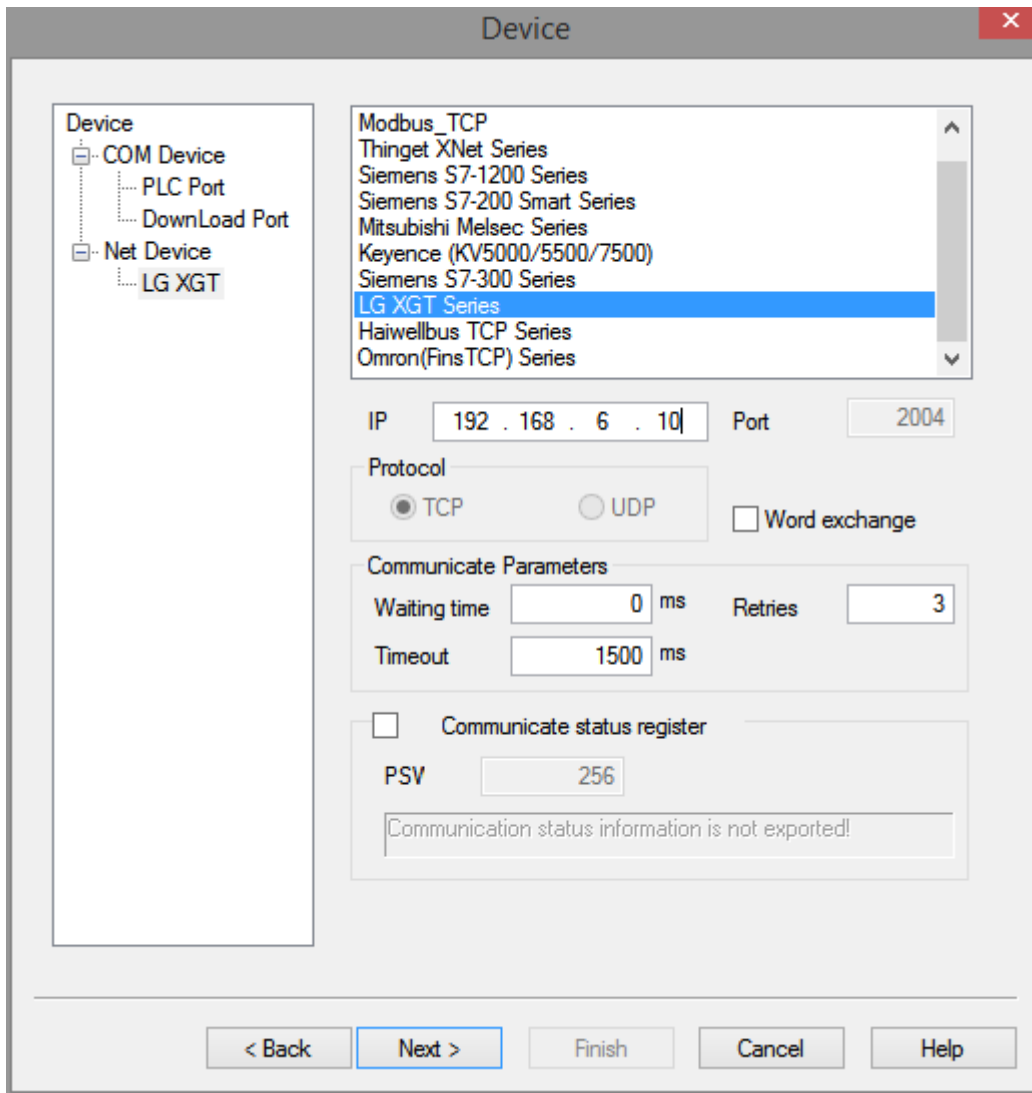 Device
Device
COM Device
PLC Port
DownLoad Port
Net Device
LG XGT
Modbus_TCP
Thinget XNet Series
Siemens S7-1200 Series
Siemens S7-200 Smart Series
Mitsubishi Melsec Series
Keyence (KV5000/5500/7500)
Siemens S7-300 Series
LG XGT Series
Haiwellbus TCP Series
Omron(FinsTCP) Series
IP 192 . 168 . 6 . 10 Port 2004
Protocol
TCP UDP
Word exchange
Communicate Parameters
Waiting time 0 ms Retries 3
Timeout 1500 ms
Communicate status register
PSW 256
Communication status information is not exported!
< Back Next > Finish Cancel Help